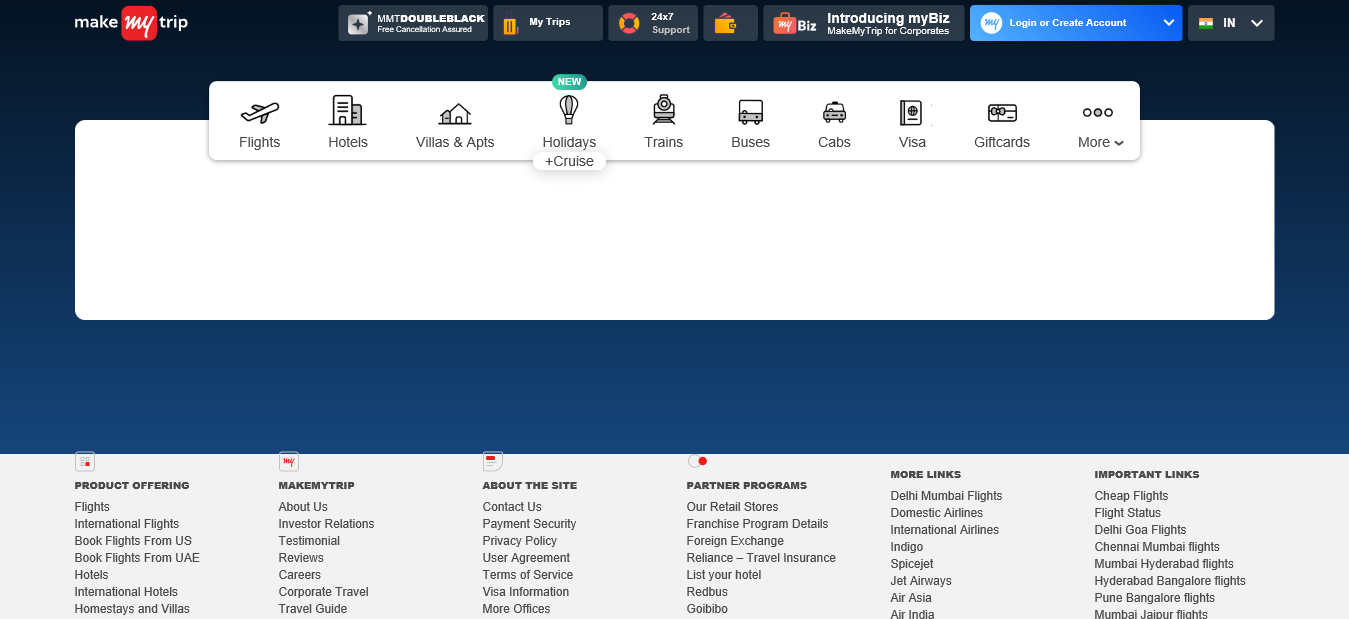 make my trip
MMTDOUBLEBLACK
Free Cancellation Assured
My Trips
24x7
Support
my Biz
Introducing myBiz
MakeMyTrip for Corporates
my
Login or Create Account
IN
NEW
Flights
Hotels
Villas & Apts
Holidays
+Cruise
Trains
Buses
Cabs
Visa
Giftcards
More
PRODUCT OFFERING
Flights
International Flights
Book Flights From US
Book Flights From UAE
Hotels
International Hotels
Homestays and Villas
my
MAKEMYTRIP
About Us
Investor Relations
Testimonial
Reviews
Careers
Corporate Travel
Travel Guide
ABOUT THE SITE
Contact Us
Payment Security
Privacy Policy
User Agreement
Terms of Service
Visa Information
More Offices
PARTNER PROGRAMS
Our Retail Stores
Franchise Program Details
Foreign Exchange
Reliance – Travel Insurance
List your hotel
Redbus
Goibibo
MORE LINKS
Delhi Mumbai Flights
Domestic Airlines
International Airlines
Indigo
Spicejet
Jet Airways
Air Asia
Air India
IMPORTANT LINKS
Cheap Flights
Flight Status
Delhi Goa Flights
Chennai Mumbai flights
Mumbai Hyderabad flights
Hyderabad Bangalore flights
Pune Bangalore flights
Mumbai Jaipur flights